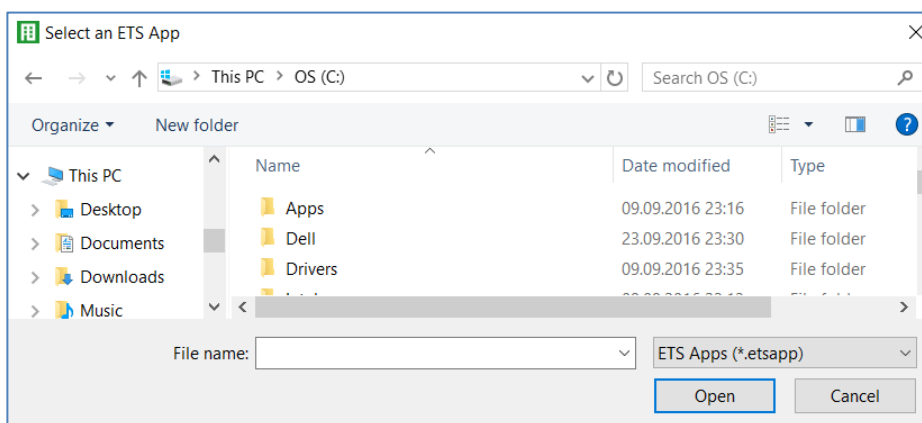 Select an ETS App
This PC > OS (C:)
Search OS (C:)
Organize
New folder
?
Name
Date modified
Type
This PC
Desktop
Documents
Downloads
Music
Apps 09.09.2016 23:16 File folder
Dell 23.09.2016 23:30 File folder
Drivers 09.09.2016 23:35 File folder
File name:
ETS Apps (*.etsapp)
Open
Cancel